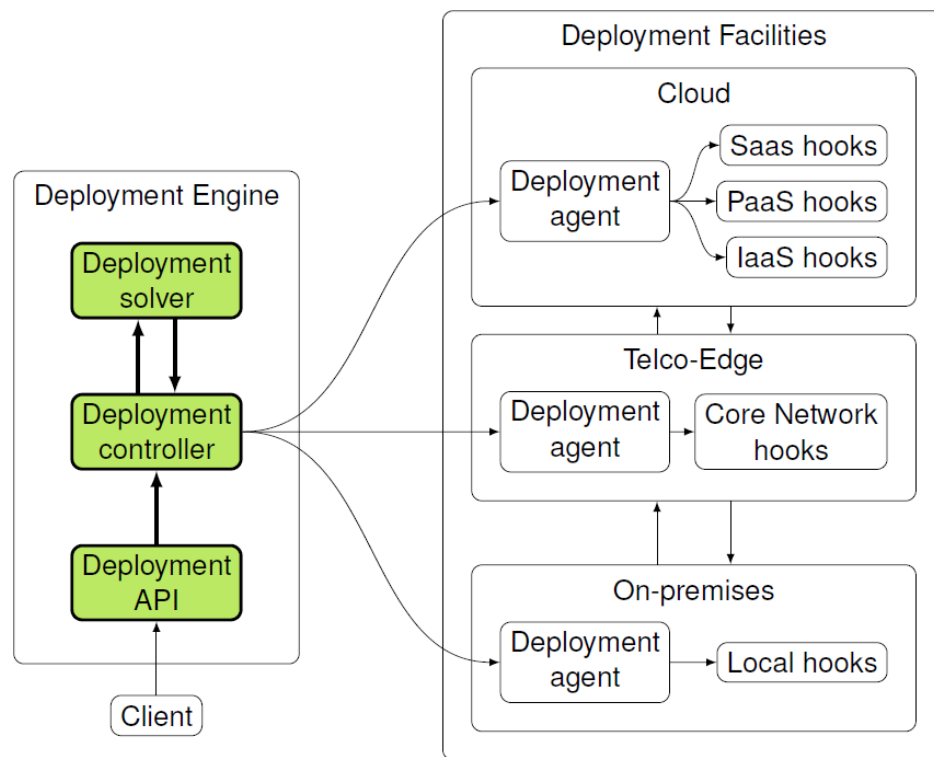 Deployment Engine
Deployment
solver
Deployment
controller
Deployment
API
Client
Deployment Facilities
Cloud
Deployment
agent
Saas hooks
PaaS hooks
IaaS hooks
Telco-Edge
Deployment
agent
Core Network
hooks
On-premises
Deployment
agent
Local hooks